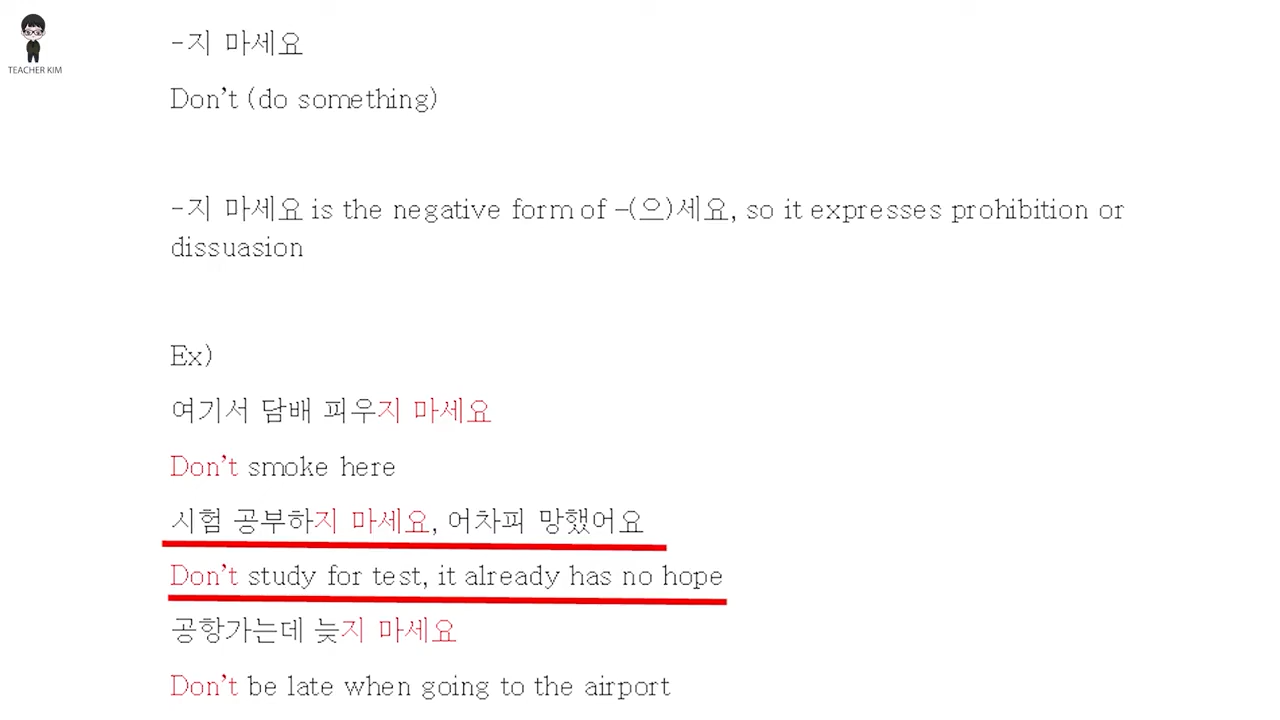 TEACHER KIM
-지 마세요
Don't (do something)
-지 마세요 is the negative form of –(으)세요, so it expresses prohibition or
dissuasion
Ex)
여기서 담배 피우지 마세요
Don't smoke here
시험 공부하지 마세요, 어차피 망했어요
Don't study for test, it already has no hope
공항가는데 늦지 마세요
Don't be late when going to the airport